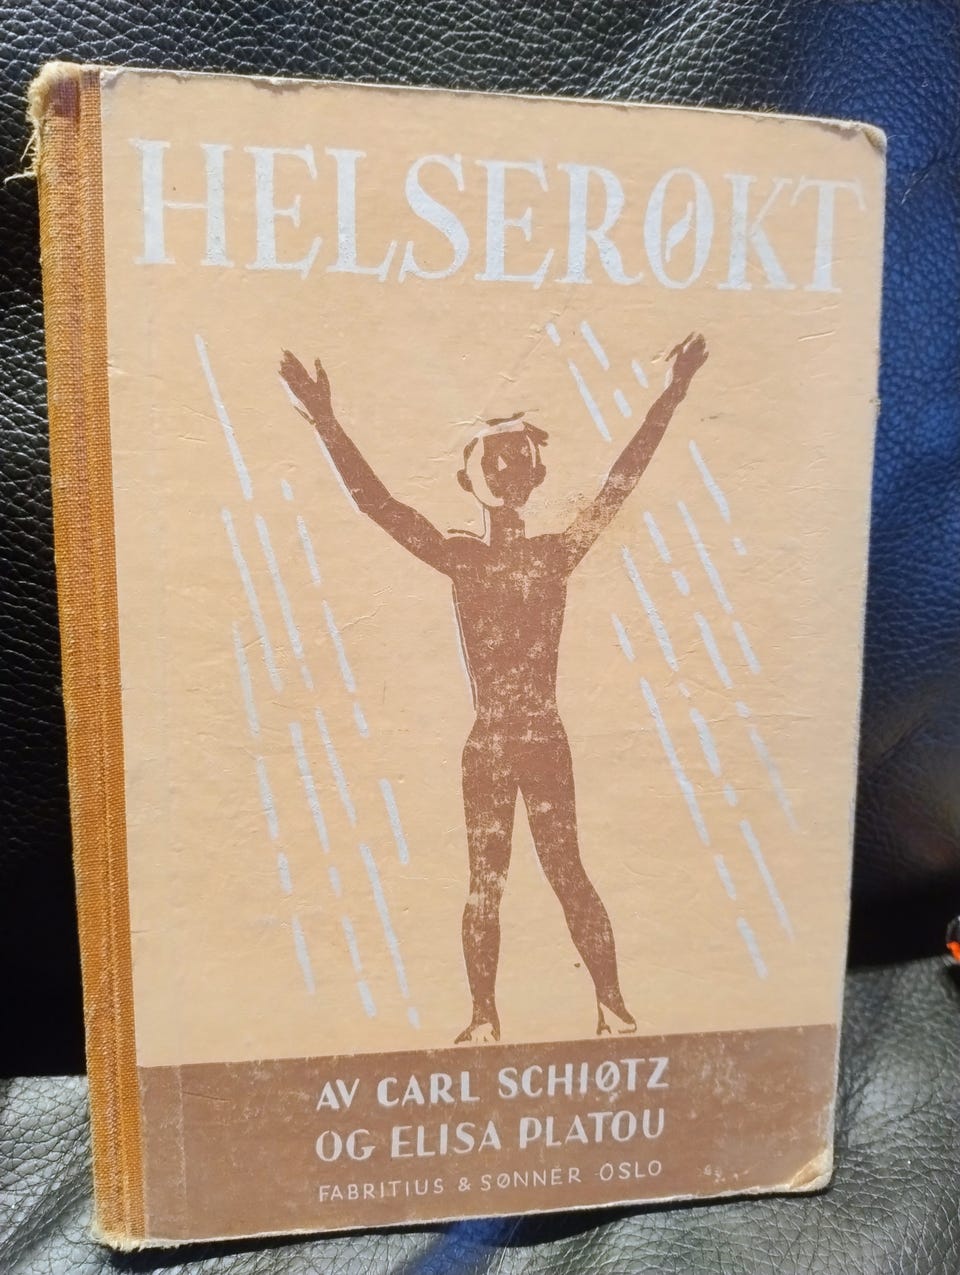 HELSERØKT
AV CARL SCHIØTZ
OG ELISA PLATOU
FABRITIUS & SØNNER OSLO